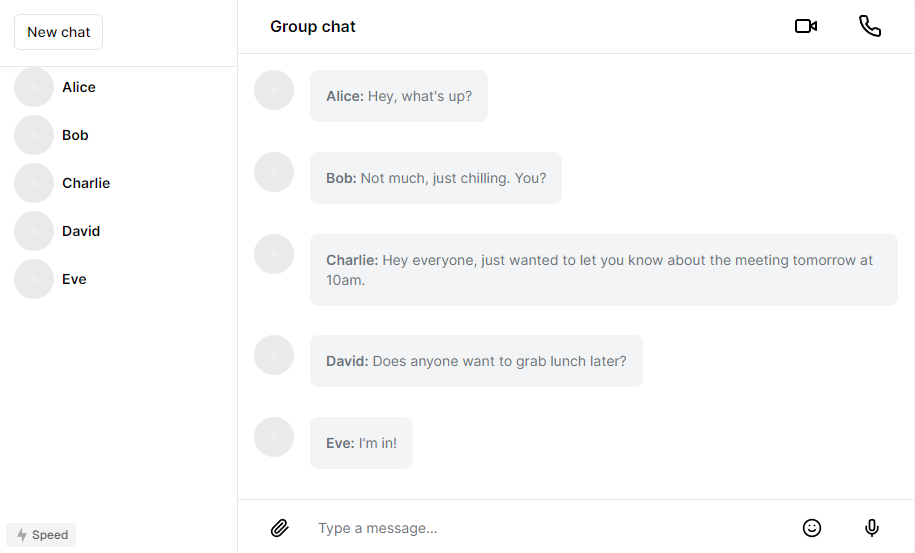 New chat
Group chat
Alice
Bob
Charlie
David
Eve
Alice: Hey, what's up?
Bob: Not much, just chilling. You?
Charlie: Hey everyone, just wanted to let you know about the meeting tomorrow at
10am.
David: Does anyone want to grab lunch later?
Eve: I'm in!
Type a message...
Speed